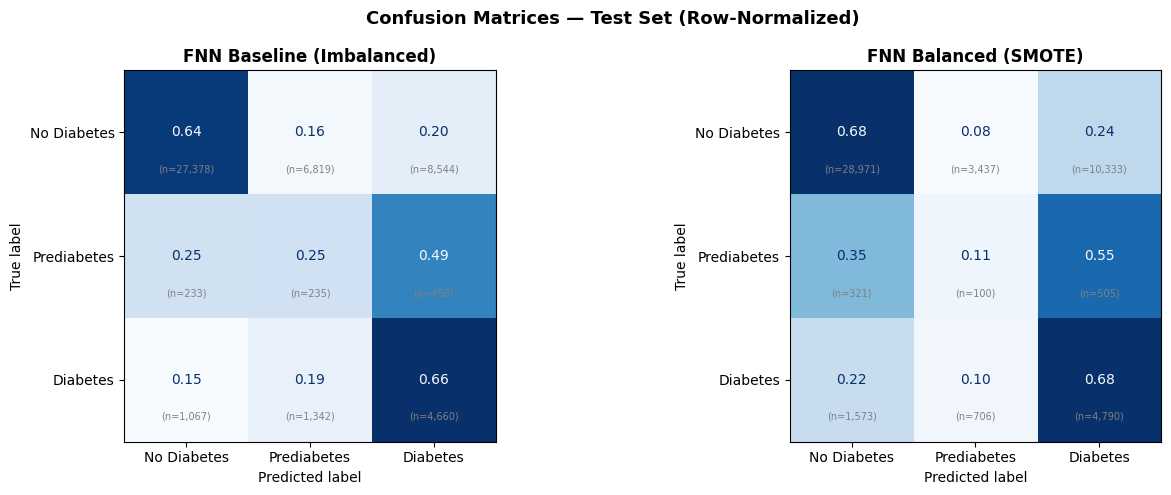 Confusion Matrices — Test Set (Row-Normalized)
FNN Baseline (Imbalanced)
True label
No Diabetes
0.64 0.16 0.20
(n=27,378) (n=6,819) (n=8,544)
Prediabetes
0.25 0.25 0.49
(n=233) (n=235) (n=458)
Diabetes
0.15 0.19 0.66
(n=1,067) (n=1,342) (n=4,660)
No Diabetes Prediabetes Diabetes
Predicted label
FNN Balanced (SMOTE)
True label
No Diabetes
0.68 0.08 0.24
(n=28,971) (n=3,437) (n=10,333)
Prediabetes
0.35 0.11 0.55
(n=321) (n=100) (n=505)
Diabetes
0.22 0.10 0.68
(n=1,573) (n=706) (n=4,790)
No Diabetes Prediabetes Diabetes
Predicted label